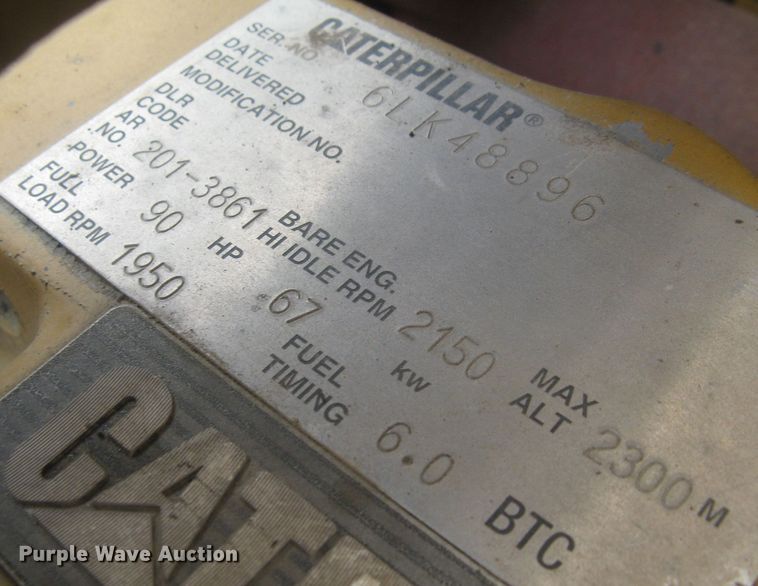 CATERPILLAR®
SER. NO. 6LK48896
DATE
DELIVERED
MODIFICATION NO.
DLR
CODE
AR
NO. 201-3861 BARE ENG.
HI IDLE RPM 2150 MAX
ALT 2300 M
POWER 90 HP 67 kw
FULL
LOAD RPM 1950 FUEL
TIMING 6.0 BTC
CAT
Purple Wave Auction